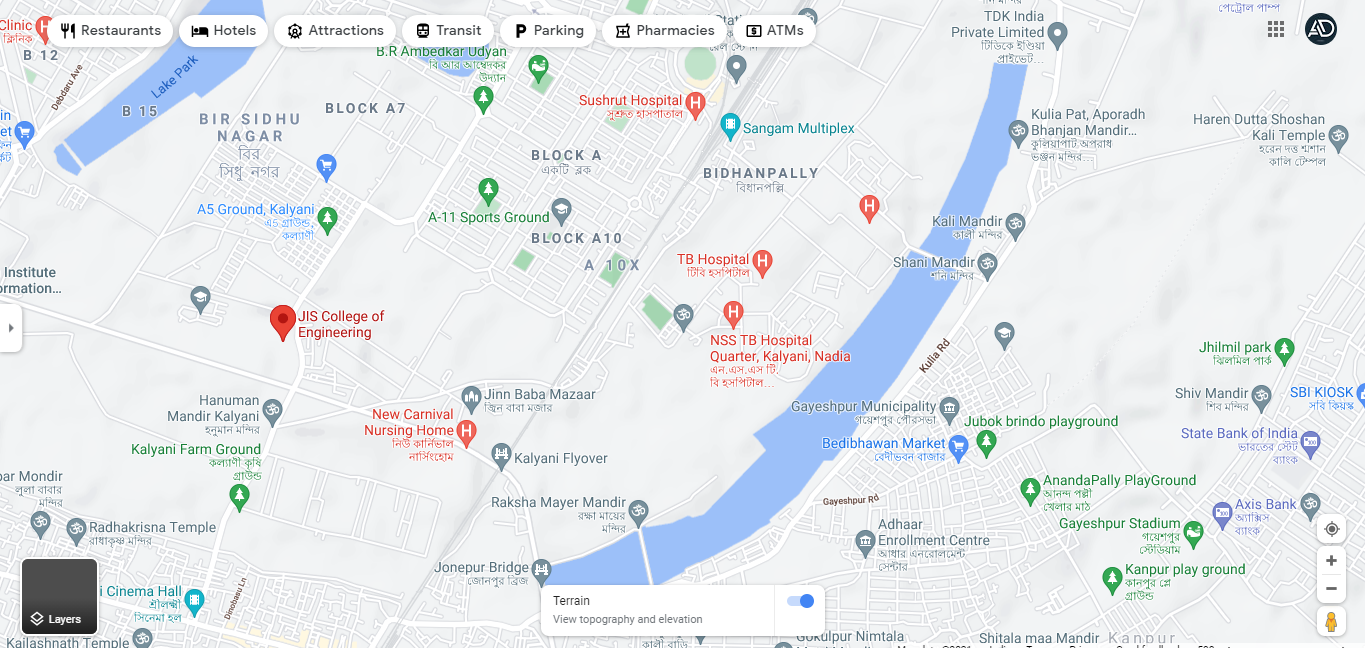 Restaurants
Hotels
Attractions
Transit
Parking
Pharmacies
ATMs
Clinic
ক্লিনিক
B 12
Debdaru Ave
Lake Park
B 15
B.R Ambedkar Udyan
বি আর আম্বেদকর
উদ্যান
TDK India
Private Limited
টিডিকে ইন্ডিয়া
প্রাইভেট...
পেট্রোল পাম্প
BLOCK A7
BIR SIDHU
NAGAR
বির
সিধু নগর
Sushrut Hospital
সুশ্রুত হাসপাতাল
Sangam Multiplex
Kulia Pat, Aporadh
Bhanjan Mandir...
কুলিয়াপাট,অপরাধ
ভঞ্জন মন্দির...
Haren Dutta Shoshan
Kali Temple
হরেন দত্ত শ্মশান
কালি টেম্পল
BLOCK A
একটি ব্লক
BIDHANPALLY
বিধানপল্লি
A5 Ground, Kalyani
এ5 গ্রাউন্ড,
কল্যাণী
A-11 Sports Ground
BLOCK A10
A 10X
Kali Mandir
কালী মন্দির
TB Hospital
টিবি হসপিটাল
Shani Mandir
শনি মন্দির
Institute
ormation...
JIS College of
Engineering
NSS TB Hospital
Quarter, Kalyani, Nadia
এন.এস.এস টি.
বি হসপিটাল...
Kulia Rd
Jhilmil park
ঝিলমিল পার্ক
Hanuman
Mandir Kalyani
হনুমান মন্দির
Jinn Baba Mazaar
জিন বাবা মজার
New Carnival
Nursing Home
নিউ কার্নিভাল
নার্সিংহোম
Gayeshpur Municipality
গয়েশপুর পৌরসভা
Shiv Mandir
শিব মন্দির
SBI KIOSK
সবি কিয়স্ক
Jubok brindo playground
Bedibhawan Market
বেদীভবন বাজার
State Bank of India
ভারতের স্টেট
ব্যাংক
Kalyani Farm Ground
কল্যাণী কৃষি
গ্রাউন্ড
Kalyani Flyover
par Mondir
লুলা বাবার
মন্দির
Radhakrisna Temple
রাধাকৃষ্ণ মন্দির
Raksha Mayer Mandir
রক্ষা মায়ের
মন্দির
Gayeshpur Rd
AnandaPally PlayGround
আনন্দ পল্লী
খেলার মাঠ
Axis Bank
অ্যাক্সিস
ব্যাংক
Gayeshpur Stadium
গয়েশপুর
স্টেডিয়াম
Adhaar
Enrollment Centre
আধার এনরোলমেন্ট
সেন্টার
Jonepur Bridge
জোনপুর ব্রিজ
Kanpur play ground
কানপুর প্লে
গ্রাউন্ড
i Cinema Hall
শ্রীলক্ষ্মী
সিনেমা হল
Dinobaeu Ln
Layers
Terrain
View topography and elevation
Kailashnath Temple
কালী বাড়ি
Gokulpur Nimtala
Shitala maa Mandir
Kanpur